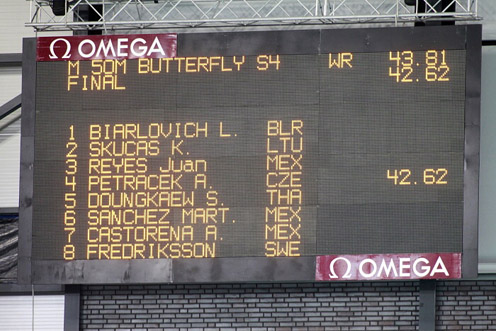 Ω OMEGA
M 50M BUTTERFLY S4 WR 43.81
FINAL 42.62
1 BIARLOVICH L. BLR
2 SKUCAS K. LTU
3 REYES Juan MEX
4 PETRACEK A. CZE 42.62
5 DOUNGKAEW S. THA
6 SANCHEZ MART. MEX
7 CASTORENA A. MEX
8 FREDRIKSSON SWE
Ω OMEGA